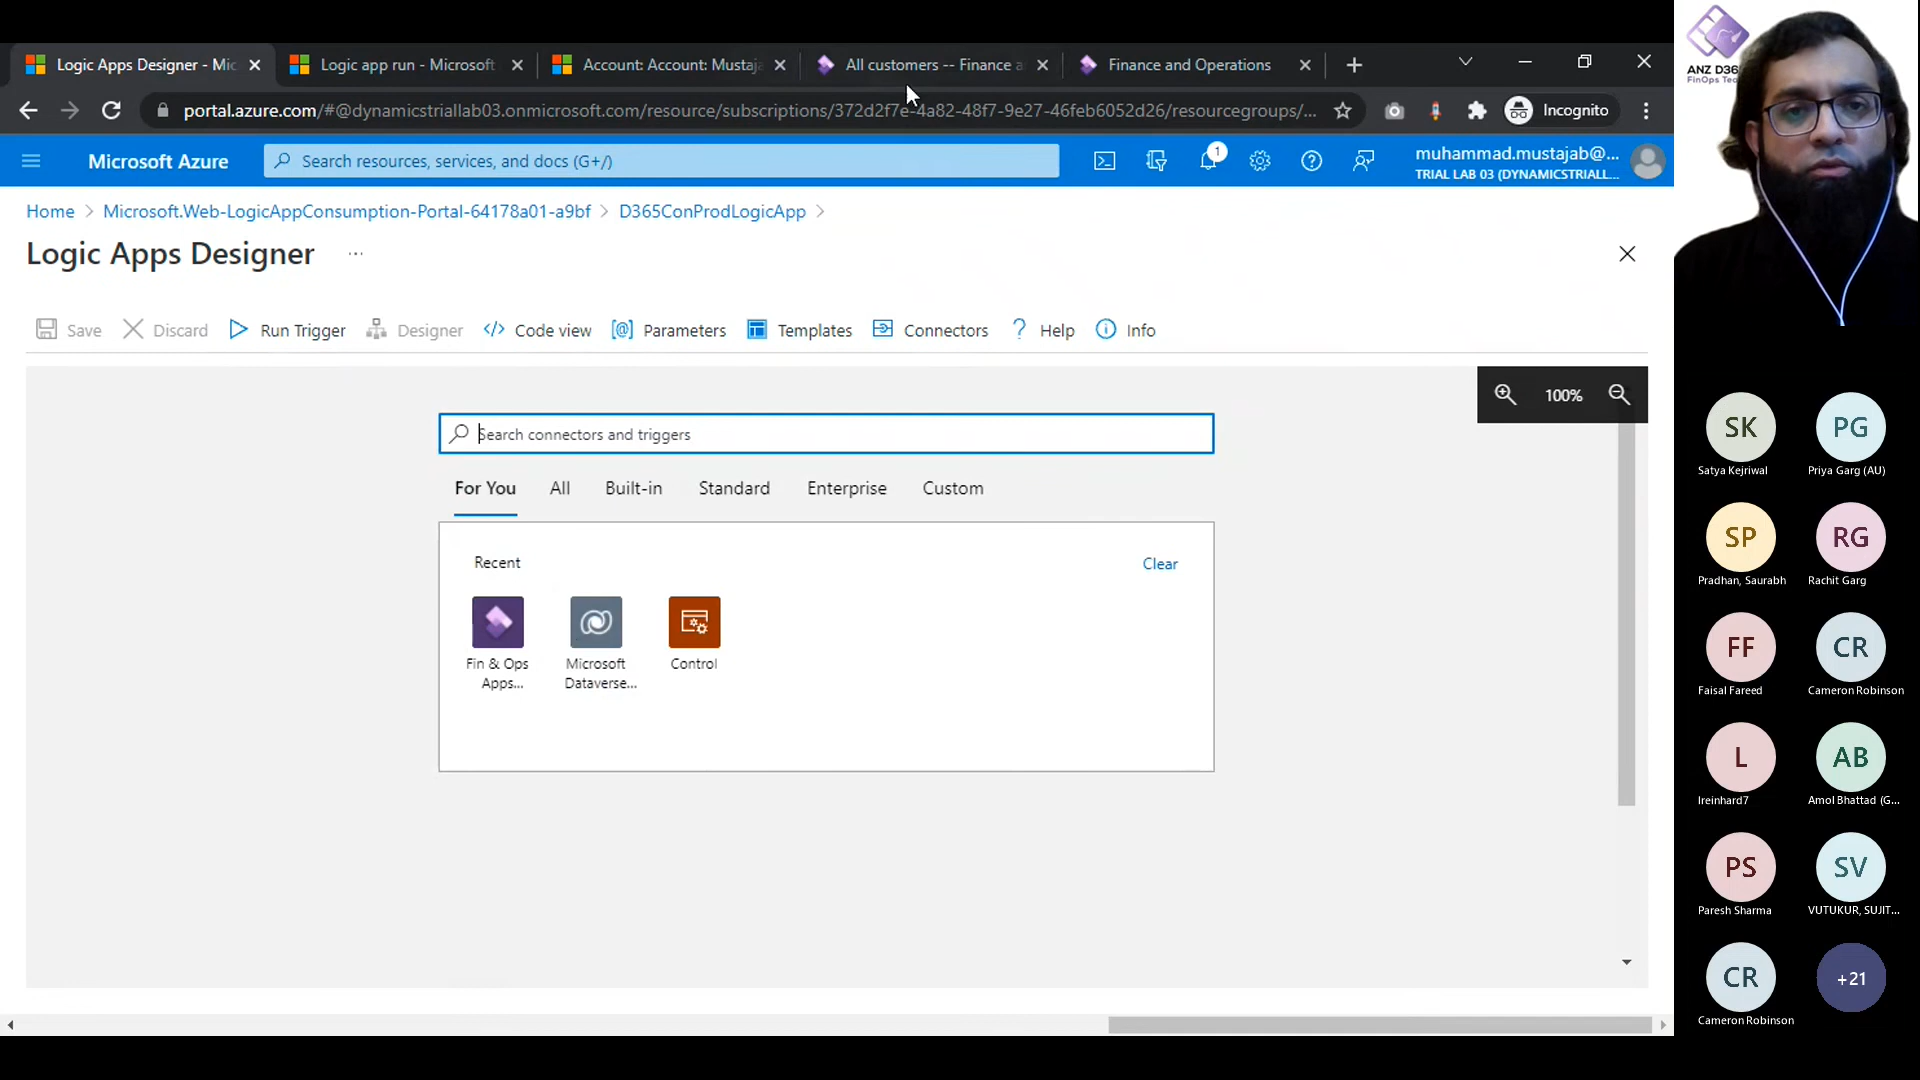 Logic Apps Designer - Mic
Logic app run - Microsoft
Account: Account: Mustaja
All customers -- Finance a
Finance and Operations
portal.azure.com/#@dynamicstriallab03.onmicrosoft.com/resource/subscriptions/372d2f7e-4a82-48f7-9e27-46feb6052d26/resourcegroups/...
Incognito
Microsoft Azure
Search resources, services, and docs (G+/)
1
muhammad.mustajab@...
TRIAL LAB 03 (DYNAMICSTRIALL...
Home > Microsoft.Web-LogicAppConsumption-Portal-64178a01-a9bf > D365ConProdLogicApp >
Logic Apps Designer ...
Save
Discard
Run Trigger
Designer
Code view
Parameters
Templates
Connectors
Help
Info
100%
Search connectors and triggers
For You
All
Built-in
Standard
Enterprise
Custom
Recent
Clear
Fin & Ops
Apps...
Microsoft
Dataverse...
Control
ANZ D365
FinOps Te
SK
Satya Kejriwal
PG
Priya Garg (AU)
SP
Pradhan, Saurabh
RG
Rachit Garg
FF
Faisal Fareed
CR
Cameron Robinson
L
lreinhard7
AB
Amol Bhattad (G...
PS
Paresh Sharma
SV
VUTUKUR, SUJIT...
CR
Cameron Robinson
+21